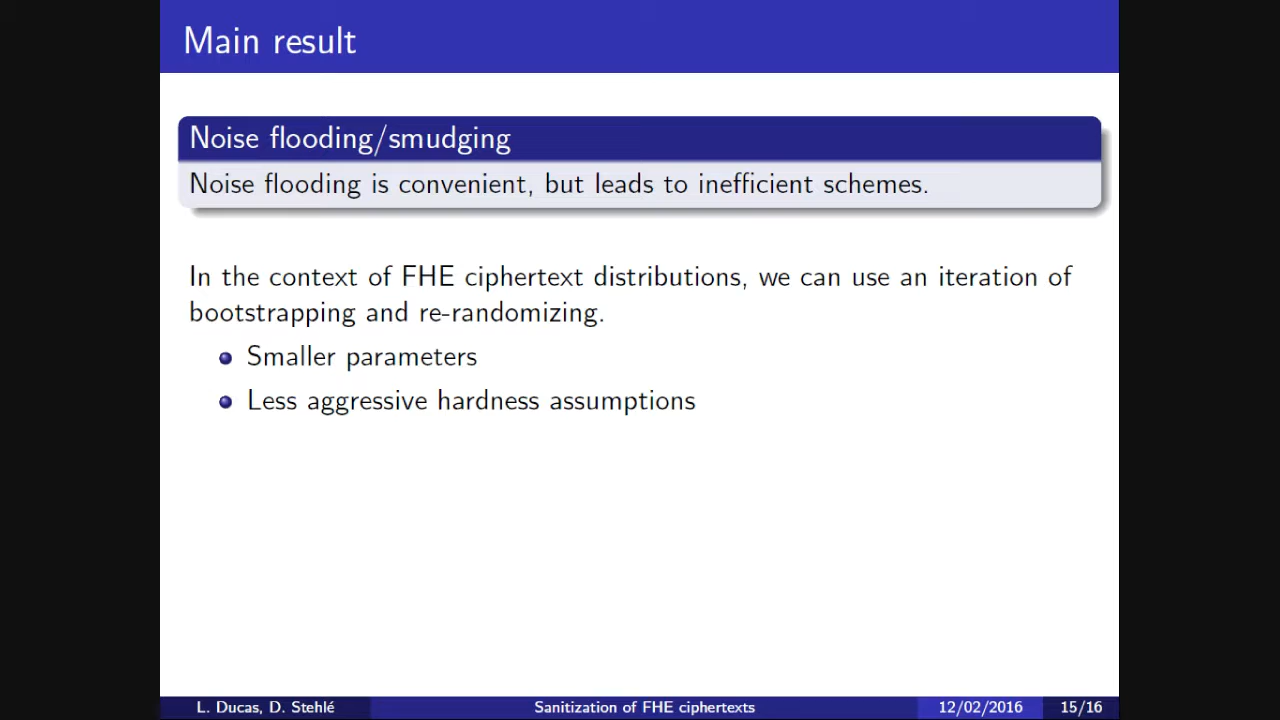 Main result
Noise flooding/smudging
Noise flooding is convenient, but leads to inefficient schemes.
In the context of FHE ciphertext distributions, we can use an iteration of
bootstrapping and re-randomizing.
Smaller parameters
Less aggressive hardness assumptions
L. Ducas, D. Stehlé Sanitization of FHE ciphertexts 12/02/2016 15/16